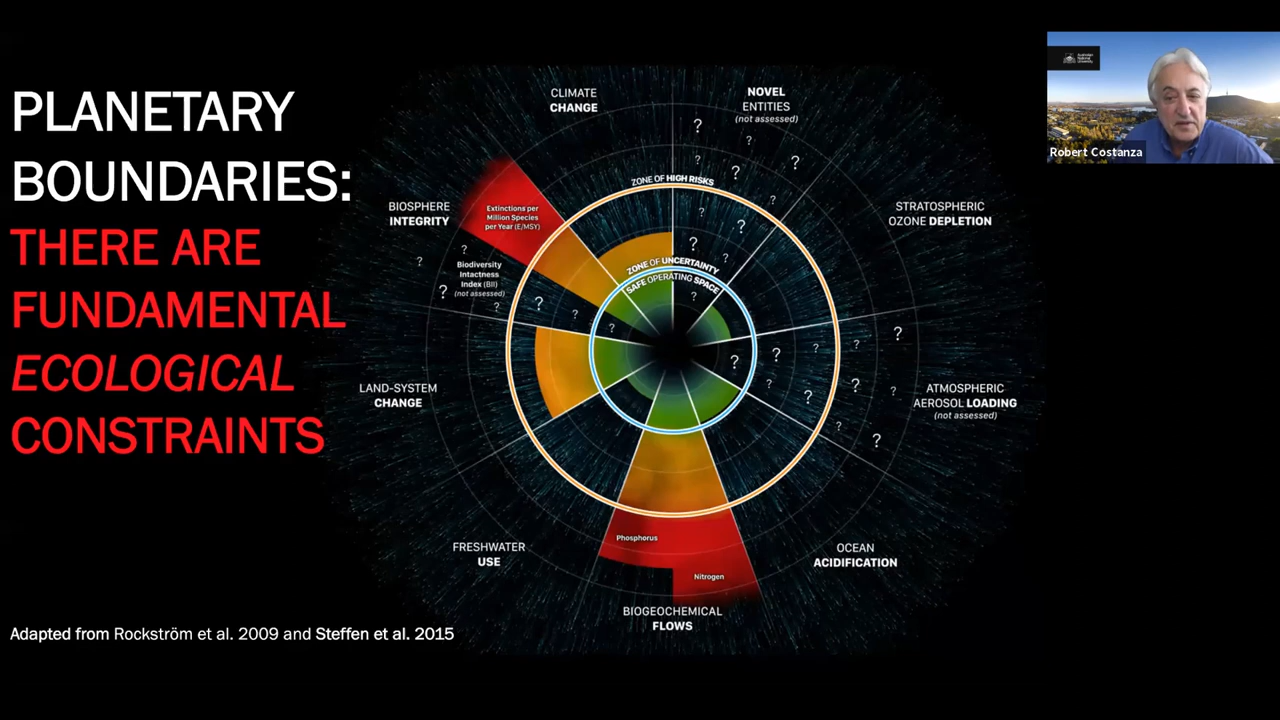 PLANETARY
BOUNDARIES:
THERE ARE
FUNDAMENTAL
ECOLOGICAL
CONSTRAINTS
Adapted from Rockström et al. 2009 and Steffen et al. 2015
CLIMATE
CHANGE
NOVEL
ENTITIES
(not assessed)
? ? ? ? ? ? ? ? ? ?
STRATOSPHERIC
OZONE DEPLETION
ATMOSPHERIC
AEROSOL LOADING
(not assessed)
? ? ? ? ? ? ? ? ? ? ?
OCEAN
ACIDIFICATION
BIOGEOCHEMICAL
FLOWS
Phosphorus
Nitrogen
FRESHWATER
USE
LAND-SYSTEM
CHANGE
BIOSPHERE
INTEGRITY
Extinctions per
Million Species
per Year (E/MSY)
Biodiversity
Intactness
Index (BII)
(not assessed)
? ? ? ? ? ? ?
ZONE OF HIGH RISKS
ZONE OF UNCERTAINTY
SAFE OPERATING SPACE
Australian
National
University
Robert Costanza